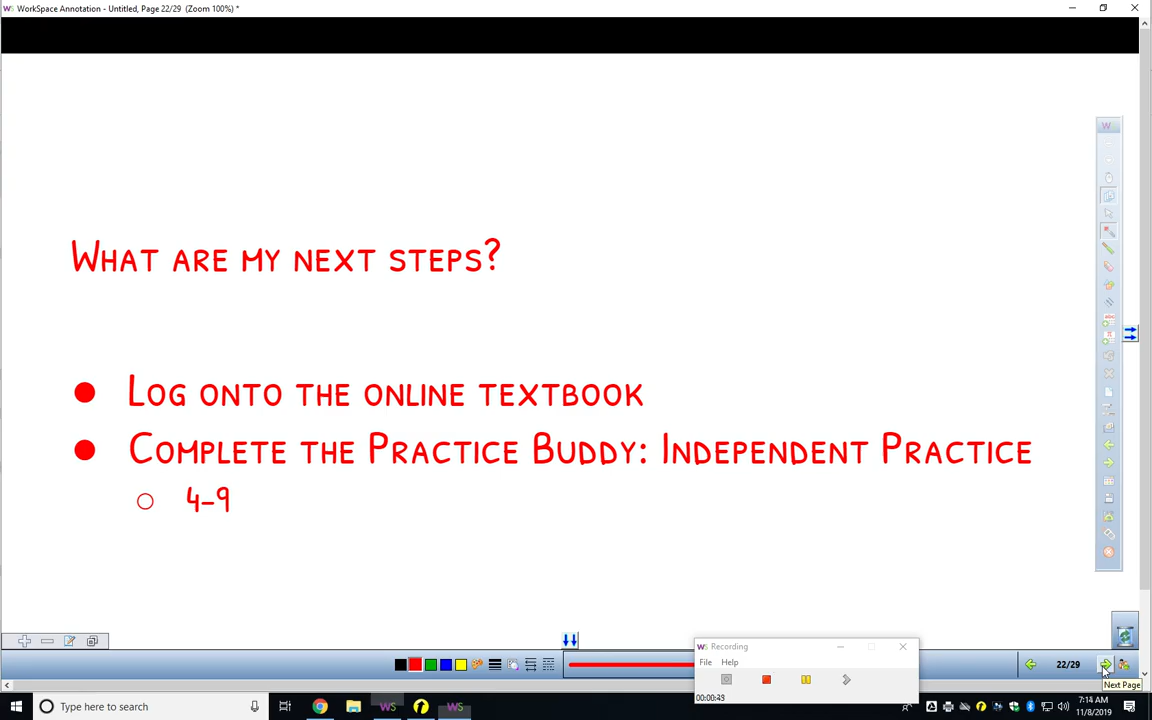 WorkSpace Annotation - Untitled, Page 22/29 (Zoom 100%) *
What are my next steps?
Log onto the online textbook
Complete the Practice Buddy: Independent Practice
4-9
Recording
File Help
00:00:43
22/29
Next Page
Type here to search
7:14 AM
11/8/2019